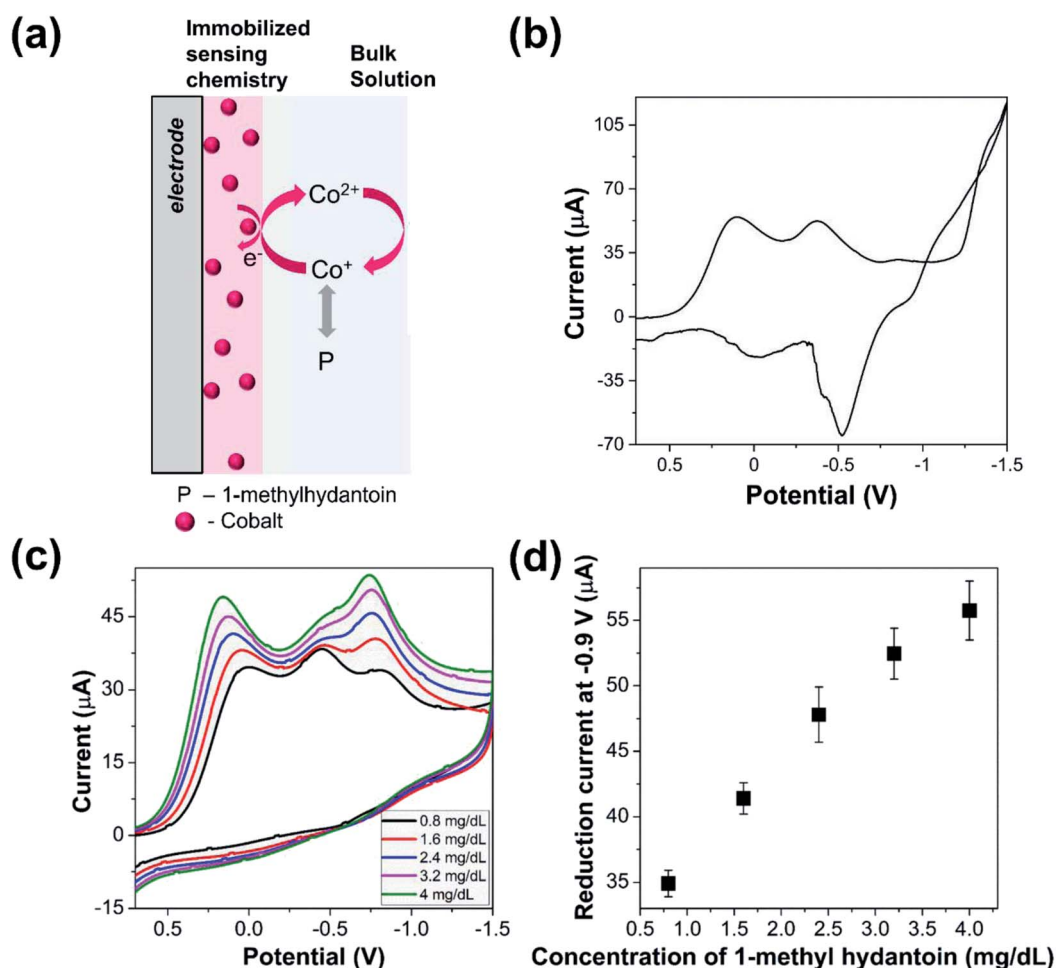 (a)
Immobilized
sensing
chemistry
Bulk
Solution
electrode
Co2+
e-
Co+
P
P – 1-methylhydantoin
- Cobalt
(b)
105
70
35
0
-35
-70
0.5 0 -0.5 -1 -1.5
Current (μA)
Potential (V)
(c)
45
30
15
0
-15
0.5 0.0 -0.5 -1.0 -1.5
Current (μA)
Potential (V)
0.8 mg/dL
1.6 mg/dL
2.4 mg/dL
3.2 mg/dL
4 mg/dL
(d)
55
50
45
40
35
0.5 1.0 1.5 2.0 2.5 3.0 3.5 4.0
Reduction current at -0.9 V (μA)
Concentration of 1-methyl hydantoin (mg/dL)